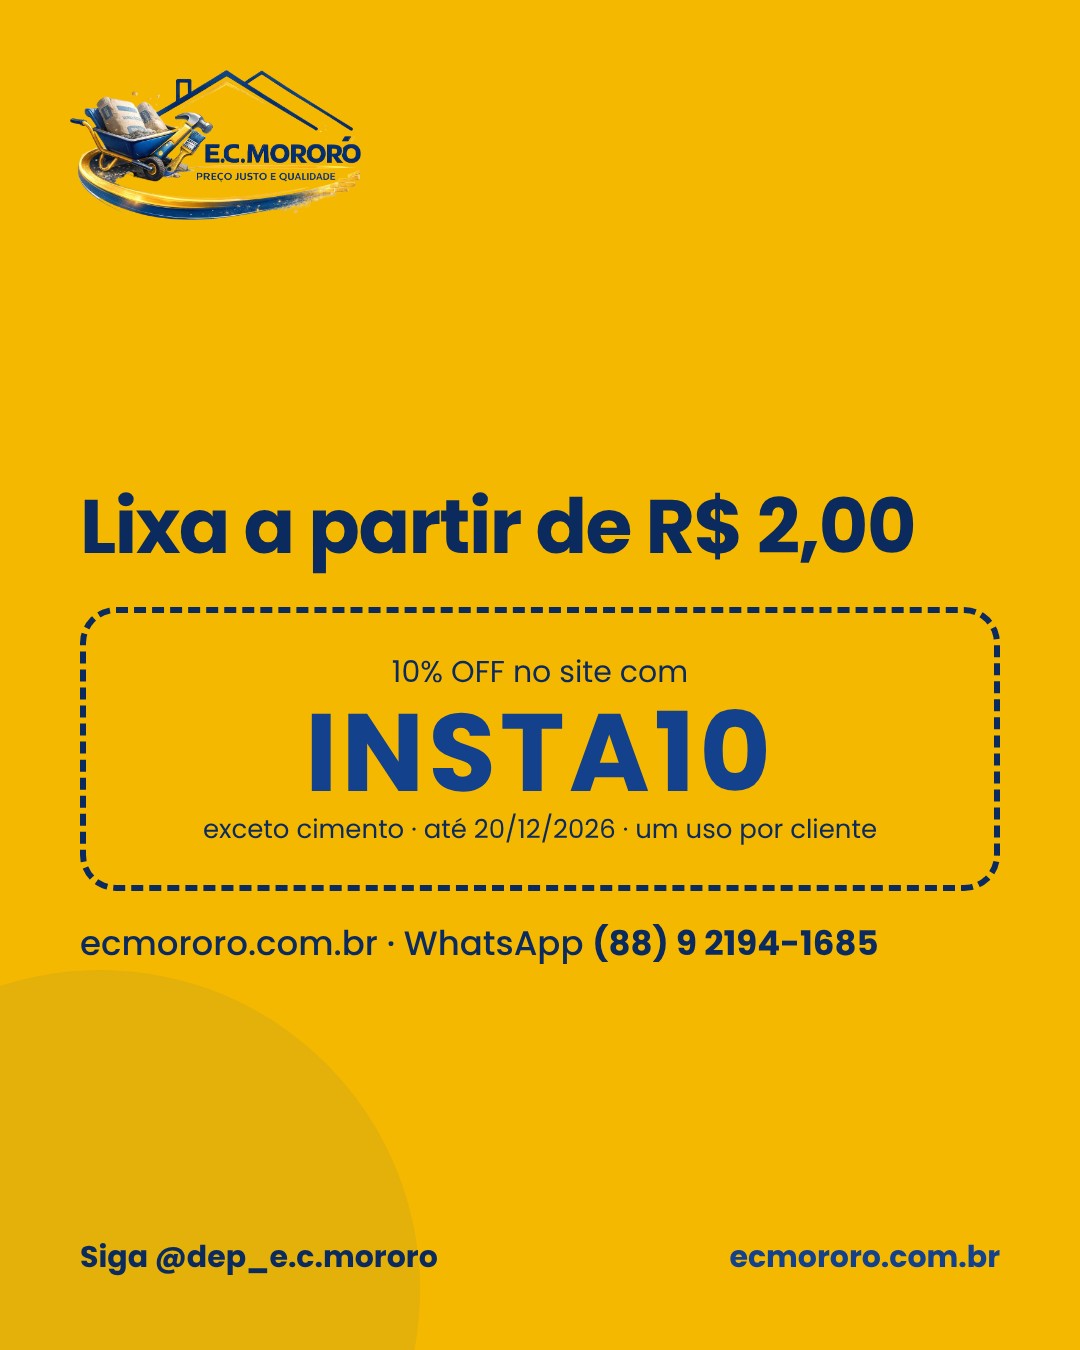 E.C.MORORÓ
PREÇO JUSTO E QUALIDADE
Lixa a partir de R$ 2,00
10% OFF no site com
INSTA10
exceto cimento · até 20/12/2026 · um uso por cliente
ecmororo.com.br · WhatsApp (88) 9 2194-1685
Siga @dep_e.c.mororo
ecmororo.com.br